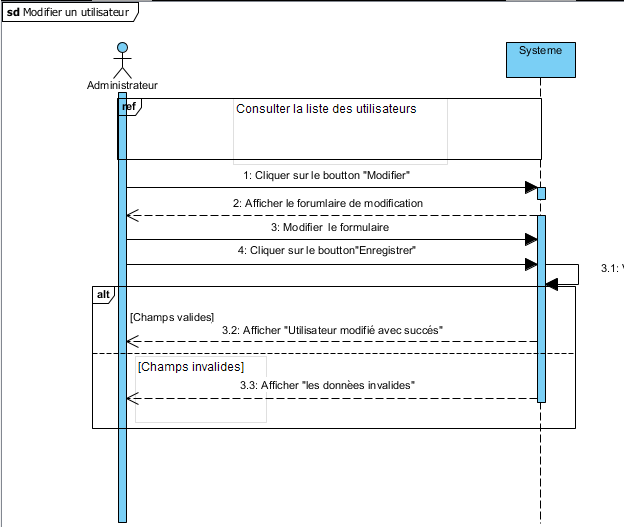 sd Modifier un utilisateur
Systeme
Administrateur
ref
Consulter la liste des utilisateurs
1: Cliquer sur le boutton "Modifier"
2: Afficher le forumlaire de modification
3: Modifier le formulaire
4: Cliquer sur le boutton"Enregistrer"
3.1:
alt
[Champs valides]
3.2: Afficher "Utilisateur modifié avec succés"
[Champs invalides]
3.3: Afficher "les donnèes invalides"